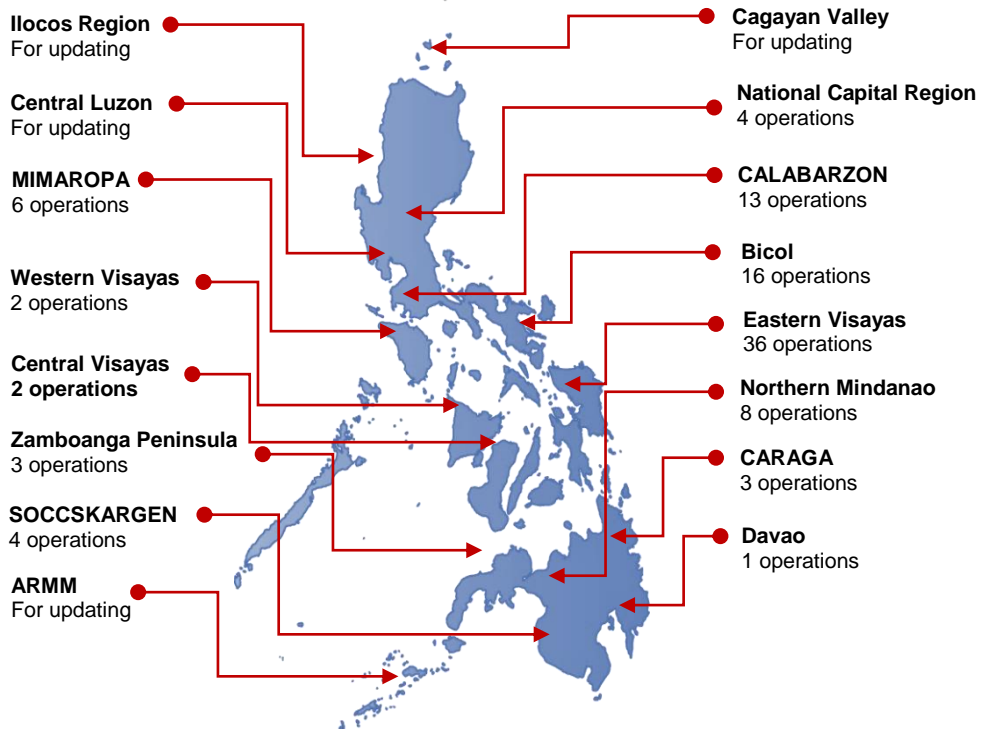 Ilocos Region
For updating
Central Luzon
For updating
MIMAROPA
6 operations
Western Visayas
2 operations
Central Visayas
2 operations
Zamboanga Peninsula
3 operations
SOCCSKARGEN
4 operations
ARMM
For updating
Cagayan Valley
For updating
National Capital Region
4 operations
CALABARZON
13 operations
Bicol
16 operations
Eastern Visayas
36 operations
Northern Mindanao
8 operations
CARAGA
3 operations
Davao
1 operations